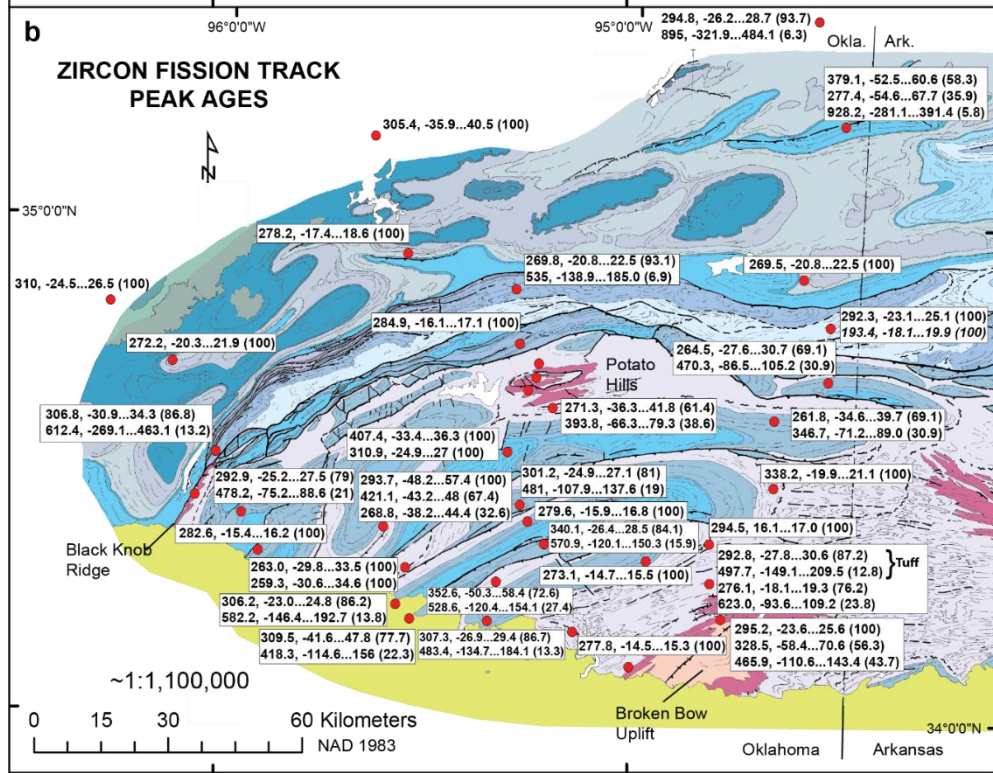 96°0'0"W
95°0'0"W
b
ZIRCON FISSION TRACK
PEAK AGES
N
294.8, -26.2...28.7 (93.7)
895, -321.9...484.1 (6.3)
Okla.
Ark.
379.1, -52.5...60.6 (58.3)
277.4, -54.6...67.7 (35.9)
928.2, -281.1...391.4 (5.8)
305.4, -35.9...40.5 (100)
35°0'0"N
278.2, -17.4...18.6 (100)
269.8, -20.8...22.5 (93.1)
535, -138.9...185.0 (6.9)
269.5, -20.8...22.5 (100)
310, -24.5...26.5 (100)
284.9, -16.1...17.1 (100)
292.3, -23.1...25.1 (100)
193.4, -18.1...19.9 (100)
272.2, -20.3...21.9 (100)
264.5, -27.6...30.7 (69.1)
470.3, -86.5...105.2 (30.9)
Potato
Hills
306.8, -30.9...34.3 (86.8)
612.4, -269.1...463.1 (13.2)
271.3, -36.3...41.8 (61.4)
393.8, -66.3...79.3 (38.6)
261.8, -34.6...39.7 (69.1)
346.7, -71.2...89.0 (30.9)
407.4, -33.4...36.3 (100)
310.9, -24.9...27 (100)
338.2, -19.9...21.1 (100)
292.9, -25.2...27.5 (79)
478.2, -75.2...88.6 (21)
293.7, -48.2...57.4 (100)
421.1, -43.2...48 (67.4)
268.8, -38.2...44.4 (32.6)
301.2, -24.9...27.1 (81)
481, -107.9...137.6 (19)
279.6, -15.9...16.8 (100)
282.6, -15.4...16.2 (100)
340.1, -26.4...28.5 (84.1)
570.9, -120.1...150.3 (15.9)
294.5, 16.1...17.0 (100)
Black Knob
Ridge
263.0, -29.8...33.5 (100)
259.3, -30.6...34.6 (100)
273.1, -14.7...15.5 (100)
292.8, -27.8...30.6 (87.2)
497.7, -149.1...209.5 (12.8)
Tuff
276.1, -18.1...19.3 (76.2)
623.0, -93.6...109.2 (23.8)
306.2, -23.0...24.8 (86.2)
582.2, -146.4...192.7 (13.8)
352.6, -50.3...58.4 (72.6)
528.6, -120.4...154.1 (27.4)
309.5, -41.6...47.8 (77.7)
418.3, -114.6...156 (22.3)
307.3, -26.9...29.4 (86.7)
483.4, -134.7...184.1 (13.3)
277.8, -14.5...15.3 (100)
295.2, -23.6...25.6 (100)
328.5, -58.4...70.6 (56.3)
465.9, -110.6...143.4 (43.7)
~1:1,100,000
0 15 30 60 Kilometers
NAD 1983
Broken Bow
Uplift
34°0'0"N
Oklahoma
Arkansas